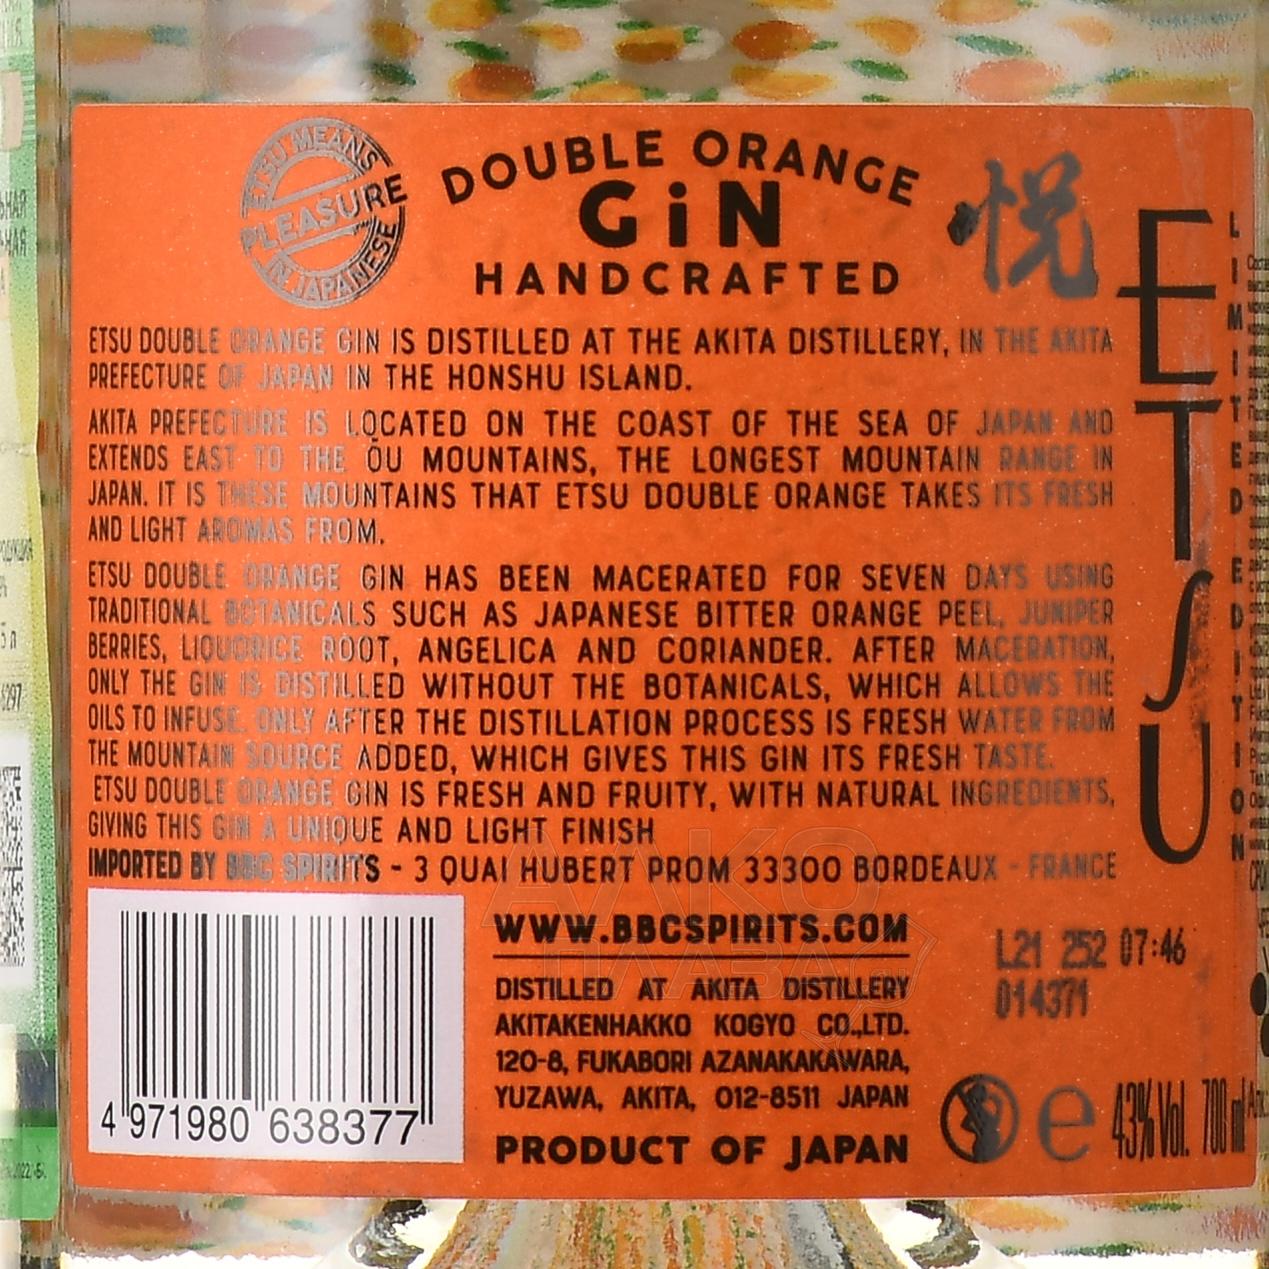 ETSU MEANS
PLEASURE
IN JAPANESE
DOUBLE ORANGE
GiN
HANDCRAFTED
悦
ETSU
LIMITED EDITION
ETSU DOUBLE ORANGE GIN IS DISTILLED AT THE AKITA DISTILLERY, IN THE AKITA
PREFECTURE OF JAPAN IN THE HONSHU ISLAND.
AKITA PREFECTURE IS LOCATED ON THE COAST OF THE SEA OF JAPAN AND
EXTENDS EAST TO THE ŌU MOUNTAINS, THE LONGEST MOUNTAIN RANGE IN
JAPAN. IT IS THESE MOUNTAINS THAT ETSU DOUBLE ORANGE TAKES ITS FRESH
AND LIGHT AROMAS FROM.
ETSU DOUBLE ORANGE GIN HAS BEEN MACERATED FOR SEVEN DAYS USING
TRADITIONAL BOTANICALS SUCH AS JAPANESE BITTER ORANGE PEEL, JUNIPER
BERRIES, LIQUORICE ROOT, ANGELICA AND CORIANDER. AFTER MACERATION,
ONLY THE GIN IS DISTILLED WITHOUT THE BOTANICALS, WHICH ALLOWS THE
OILS TO INFUSE. ONLY AFTER THE DISTILLATION PROCESS IS FRESH WATER FROM
THE MOUNTAIN SOURCE ADDED, WHICH GIVES THIS GIN ITS FRESH TASTE.
ETSU DOUBLE ORANGE GIN IS FRESH AND FRUITY, WITH NATURAL INGREDIENTS,
GIVING THIS GIN A UNIQUE AND LIGHT FINISH
IMPORTED BY BBC SPIRITS - 3 QUAI HUBERT PROM 33300 BORDEAUX - FRANCE
4 971980 638377
WWW.BBCSPIRITS.COM
DISTILLED AT AKITA DISTILLERY
AKITAKENHAKKO KOGYO CO.,LTD.
120-8, FUKABORI AZANAKAKAWARA,
YUZAWA, AKITA, 012-8511 JAPAN
PRODUCT OF JAPAN
L21 252 07:46
014371
e 43% Vol. 700 ml
АЛКО
ПЛАВАЮ